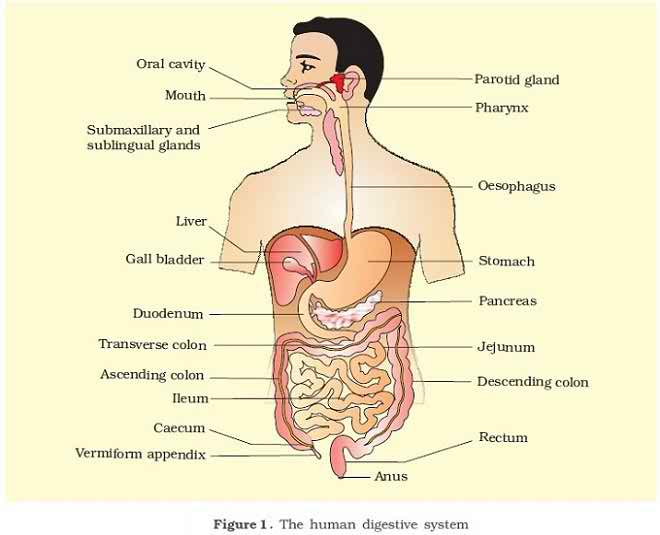 Oral cavity
Mouth
Submaxillary and
sublingual glands
Liver
Gall bladder
Duodenum
Transverse colon
Ascending colon
Ileum
Caecum
Vermiform appendix
Parotid gland
Pharynx
Oesophagus
Stomach
Pancreas
Jejunum
Descending colon
Rectum
Anus
Figure 1. The human digestive system